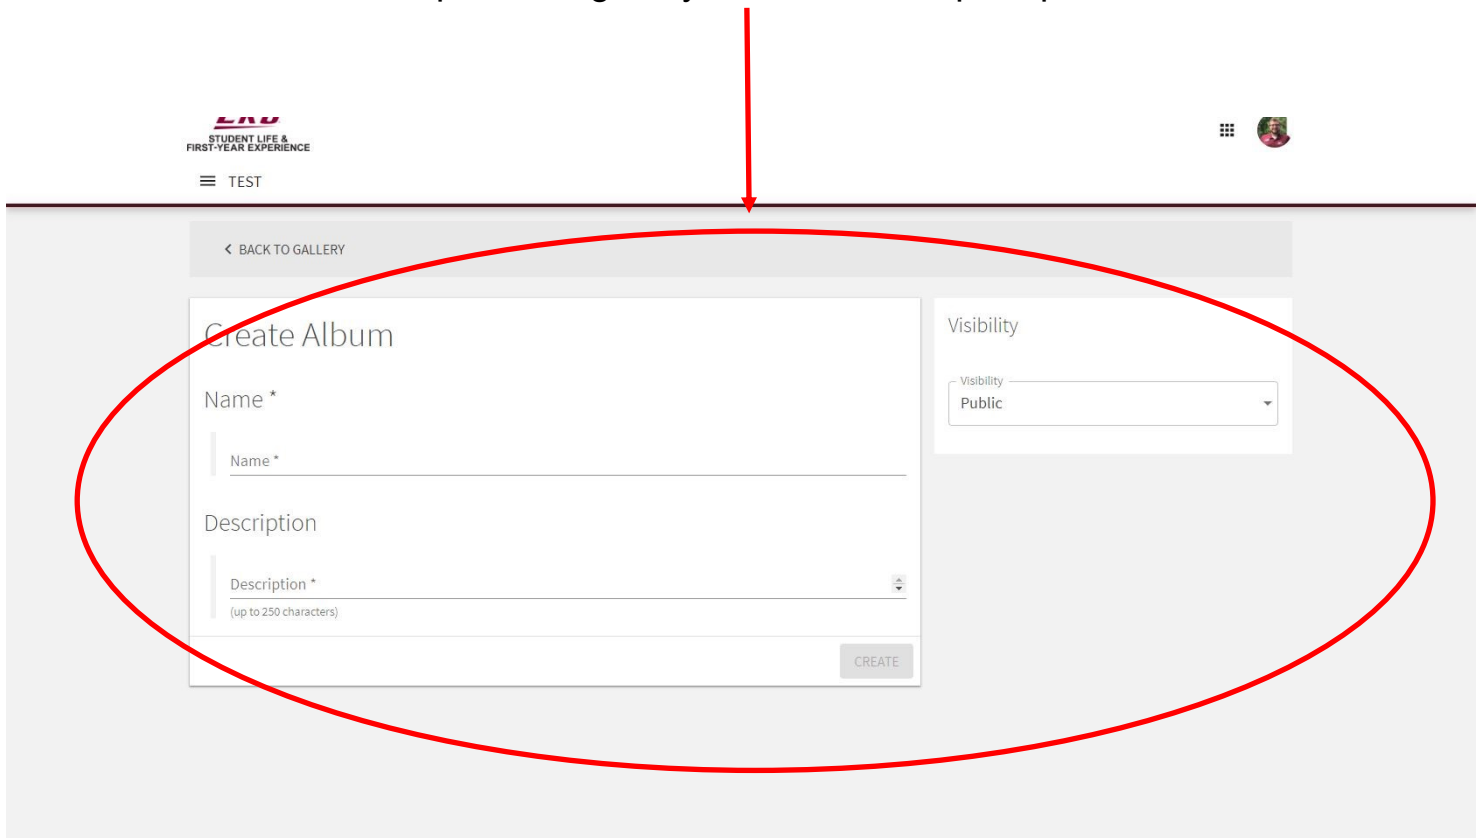 STUDENT LIFE &
FIRST-YEAR EXPERIENCE
TEST
BACK TO GALLERY
Create Album
Name *
Name *
Description
Description *
(up to 250 characters)
CREATE
Visibility
Visibility
Public